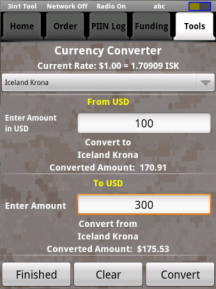 3in1 Tool Network Off Radio On abc
Home Order PIIN Log Funding Tools
Currency Converter
Current Rate: $1.00 = 1.70909 ISK
Iceland Krona
From USD
Enter Amount
in USD
100
Convert to
Iceland Krona
Converted Amount: 170.91
To USD
Enter Amount 300
Convert from
Iceland Krona
Converted Amount: $175.53
Finished Clear Convert